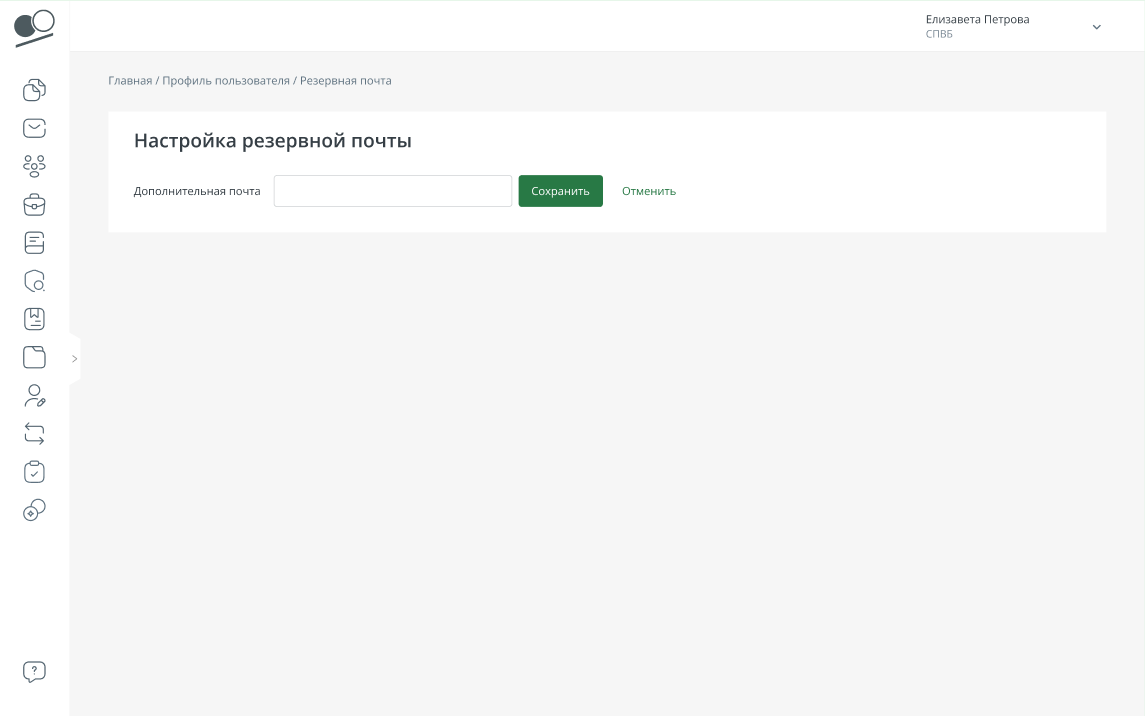 Елизавета Петрова
СПВБ
Главная / Профиль пользователя / Резервная почта
Настройка резервной почты
Дополнительная почта
Сохранить
Отменить